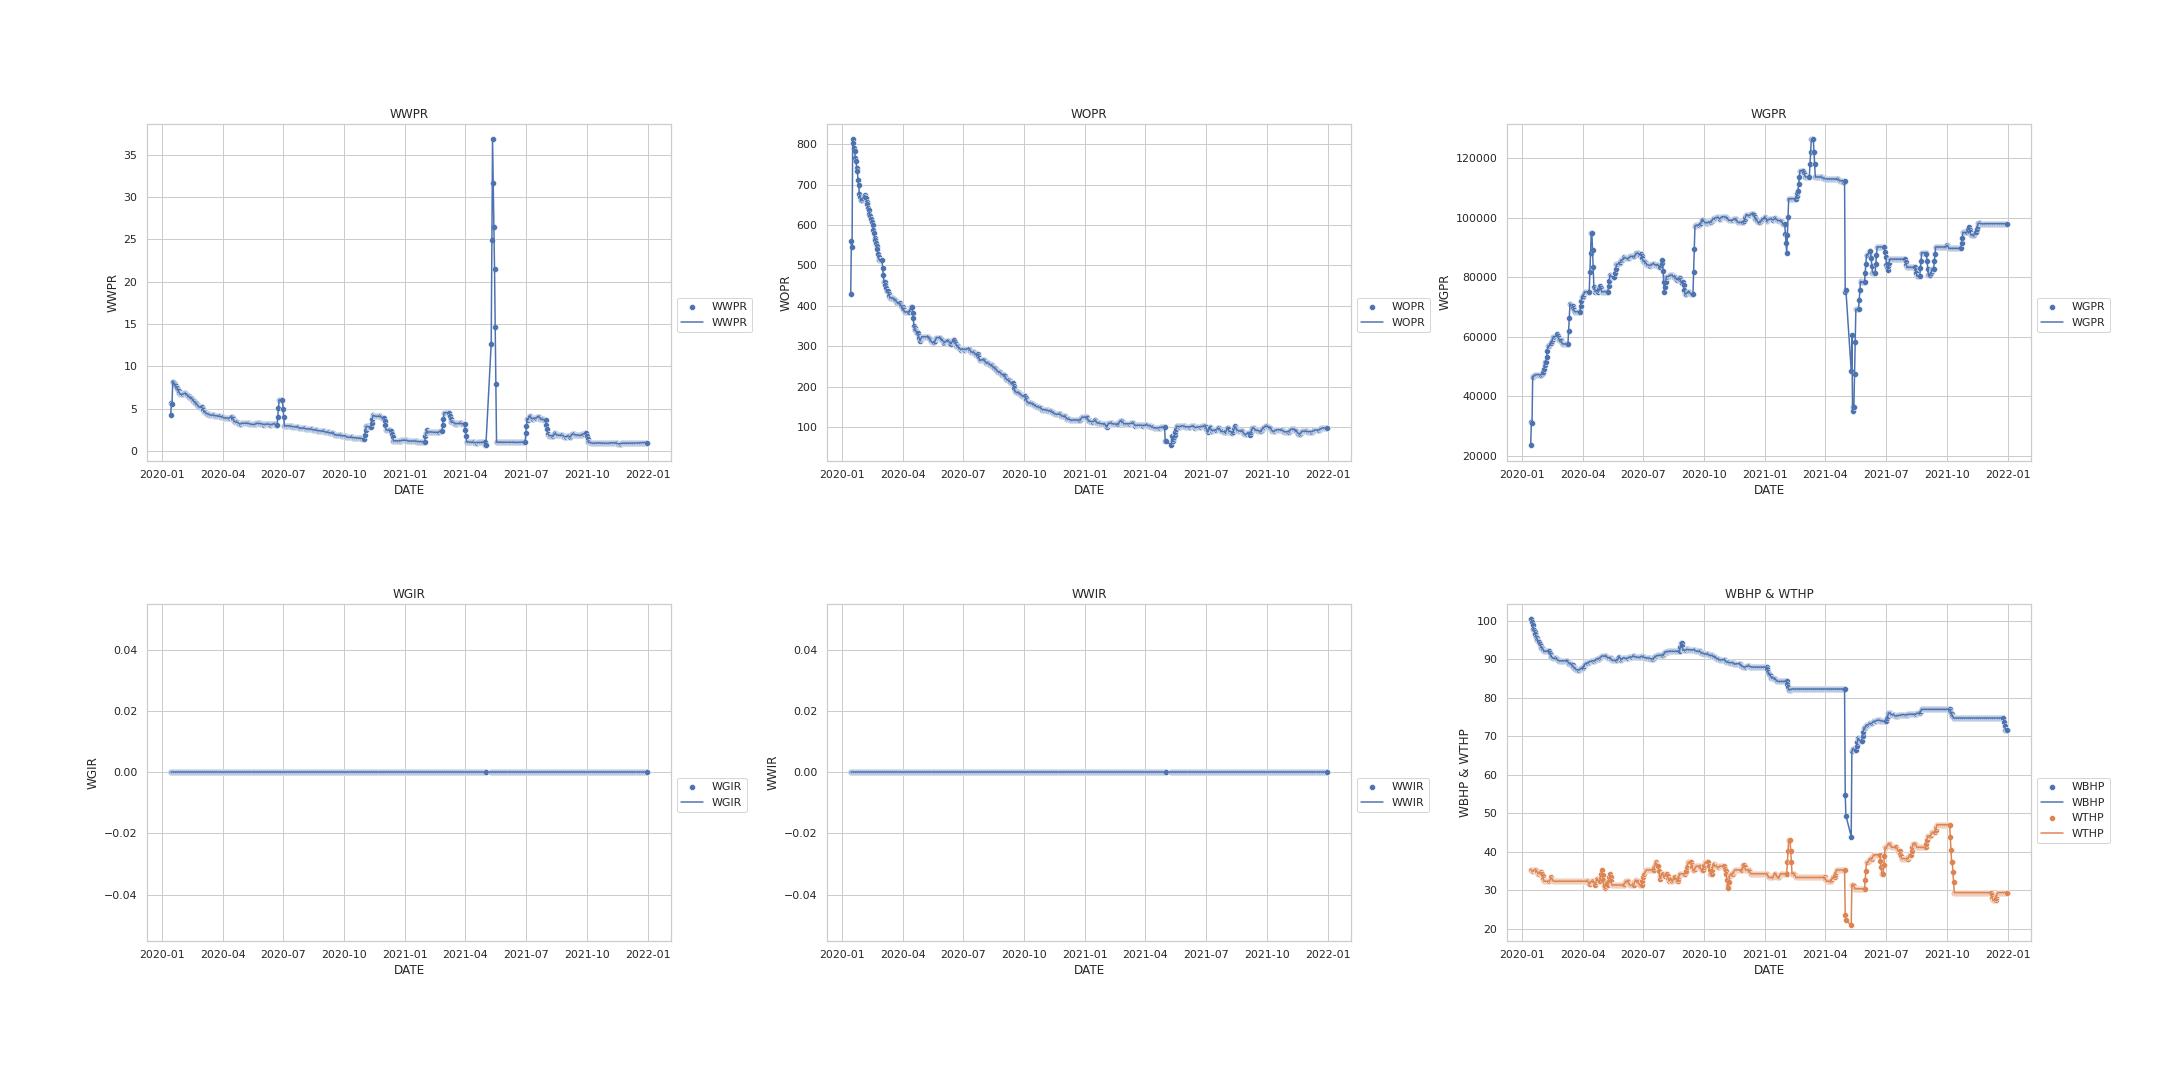 WWPR
WWPR
35
30
25
20
15
10
5
0
2020-01 2020-04 2020-07 2020-10 2021-01 2021-04 2021-07 2021-10 2022-01
DATE
WWPR
WWPR
WOPR
WOPR
800
700
600
500
400
300
200
100
2020-01 2020-04 2020-07 2020-10 2021-01 2021-04 2021-07 2021-10 2022-01
DATE
WOPR
WOPR
WGPR
WGPR
120000
100000
80000
60000
40000
20000
2020-01 2020-04 2020-07 2020-10 2021-01 2021-04 2021-07 2021-10 2022-01
DATE
WGPR
WGPR
WGIR
WGIR
0.04
0.02
0.00
−0.02
−0.04
2020-01 2020-04 2020-07 2020-10 2021-01 2021-04 2021-07 2021-10 2022-01
DATE
WGIR
WGIR
WWIR
WWIR
0.04
0.02
0.00
−0.02
−0.04
2020-01 2020-04 2020-07 2020-10 2021-01 2021-04 2021-07 2021-10 2022-01
DATE
WWIR
WWIR
WBHP & WTHP
WBHP & WTHP
100
90
80
70
60
50
40
30
20
2020-01 2020-04 2020-07 2020-10 2021-01 2021-04 2021-07 2021-10 2022-01
DATE
WBHP
WBHP
WTHP
WTHP